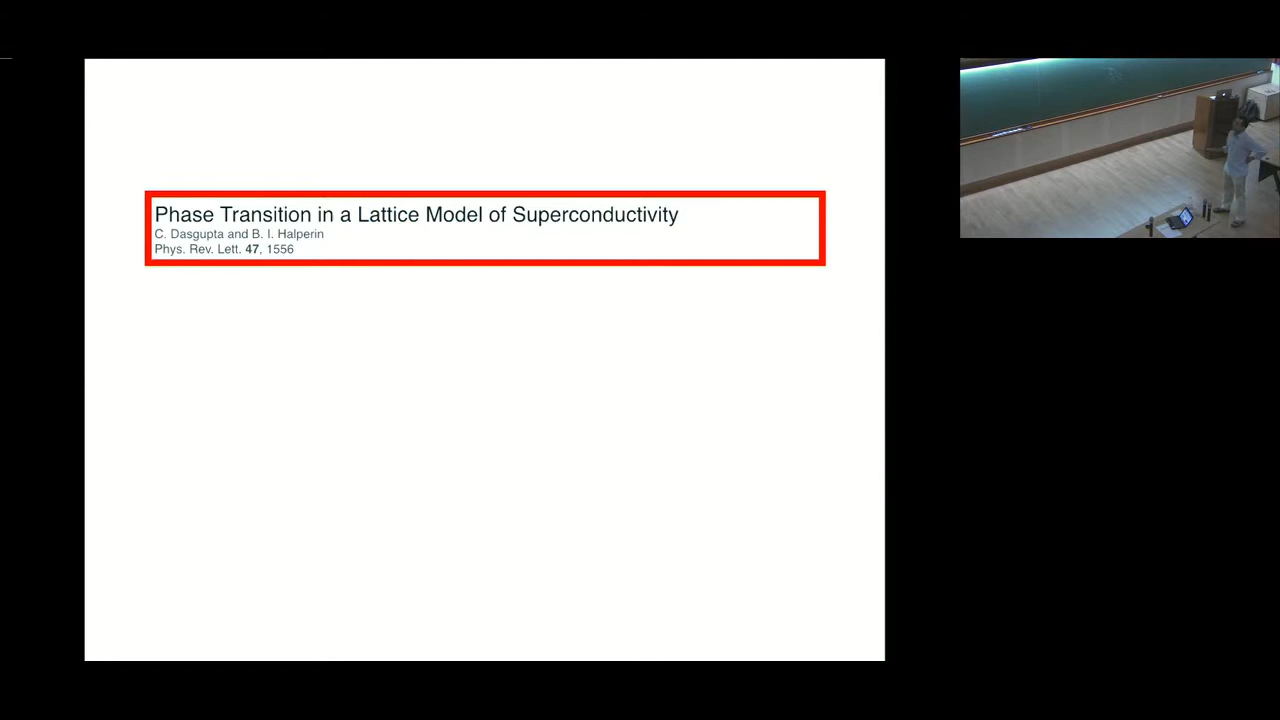 Phase Transition in a Lattice Model of Superconductivity
C. Dasgupta and B. I. Halperin
Phys. Rev. Lett. 47, 1556